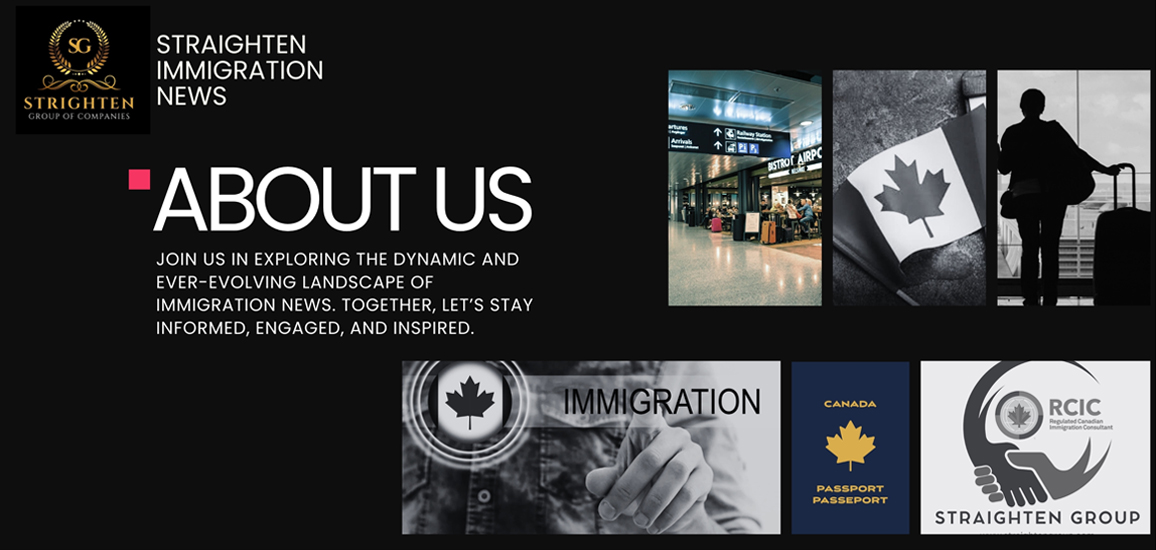 SG
STRIGHTEN
GROUP OF COMPANIES
STRAIGHTEN
IMMIGRATION
NEWS
ABOUT US
JOIN US IN EXPLORING THE DYNAMIC AND
EVER-EVOLVING LANDSCAPE OF
IMMIGRATION NEWS. TOGETHER, LET'S STAY
INFORMED, ENGAGED, AND INSPIRED.
Railway Station
Arrivals
BISTROT AIRPO
IMMIGRATION
CANADA
PASSPORT
PASSEPORT
RCIC
Regulated Canadian
Immigration Consultant
STRAIGHTEN GROUP